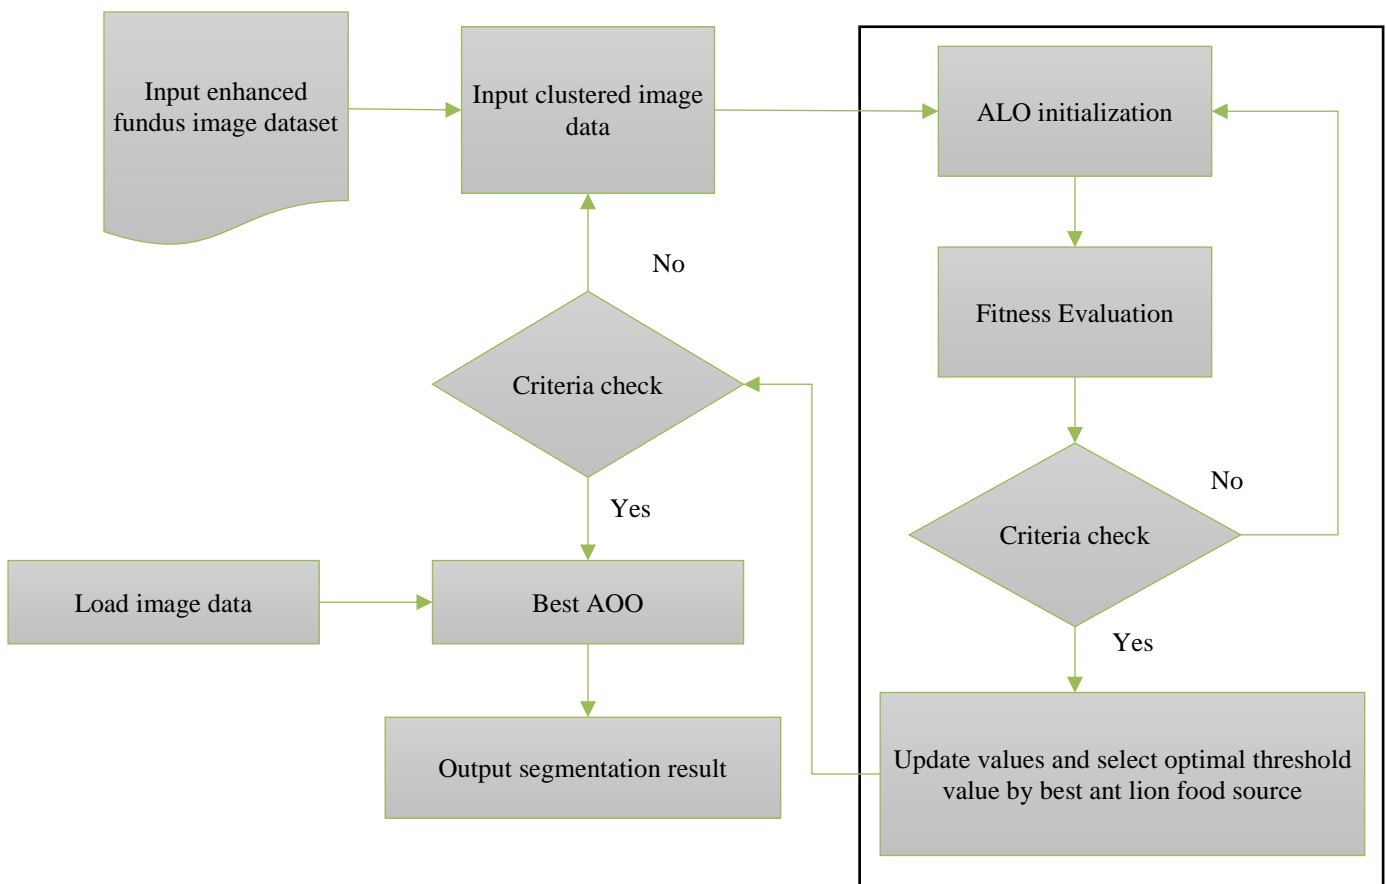 Input enhanced
fundus image dataset
Input clustered image
data
ALO initialization
No
Fitness Evaluation
Criteria check
No
Criteria check
Yes
Yes
Load image data
Best AOO
Update values and select optimal threshold
value by best ant lion food source
Output segmentation result